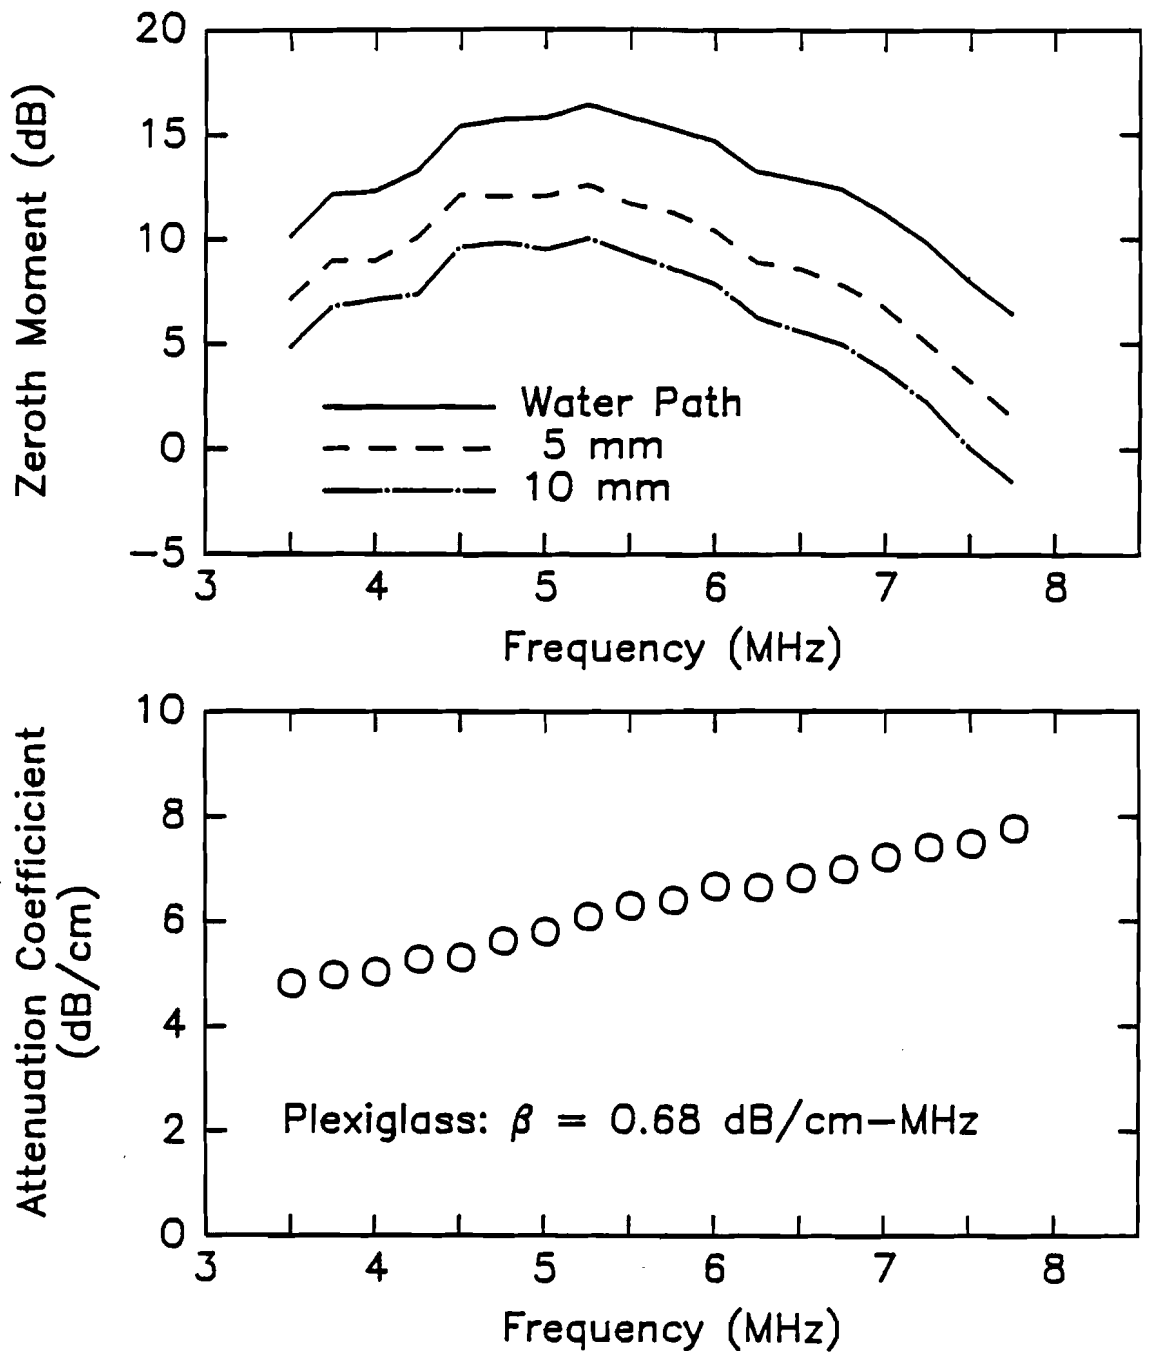 20
15
10
5
0
-5
Zeroth Moment (dB)
Water Path
5 mm
10 mm
3 4 5 6 7 8
Frequency (MHz)
10
8
6
4
2
0
Attenuation Coefficicient
(dB/cm)
Plexiglass: β = 0.68 dB/cm-MHz
3 4 5 6 7 8
Frequency (MHz)